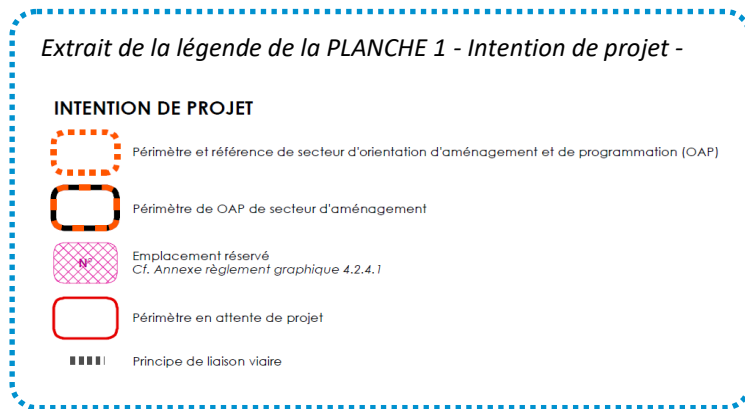 Extrait de la légende de la PLANCHE 1 - Intention de projet -
INTENTION DE PROJET
Périmètre et référence de secteur d'orientation d'aménagement et de programmation (OAP)
Périmètre de OAP de secteur d'aménagement
N°
Emplacement réservé
Cf. Annexe règlement graphique 4.2.4.1
Périmètre en attente de projet
Principe de liaison viaire